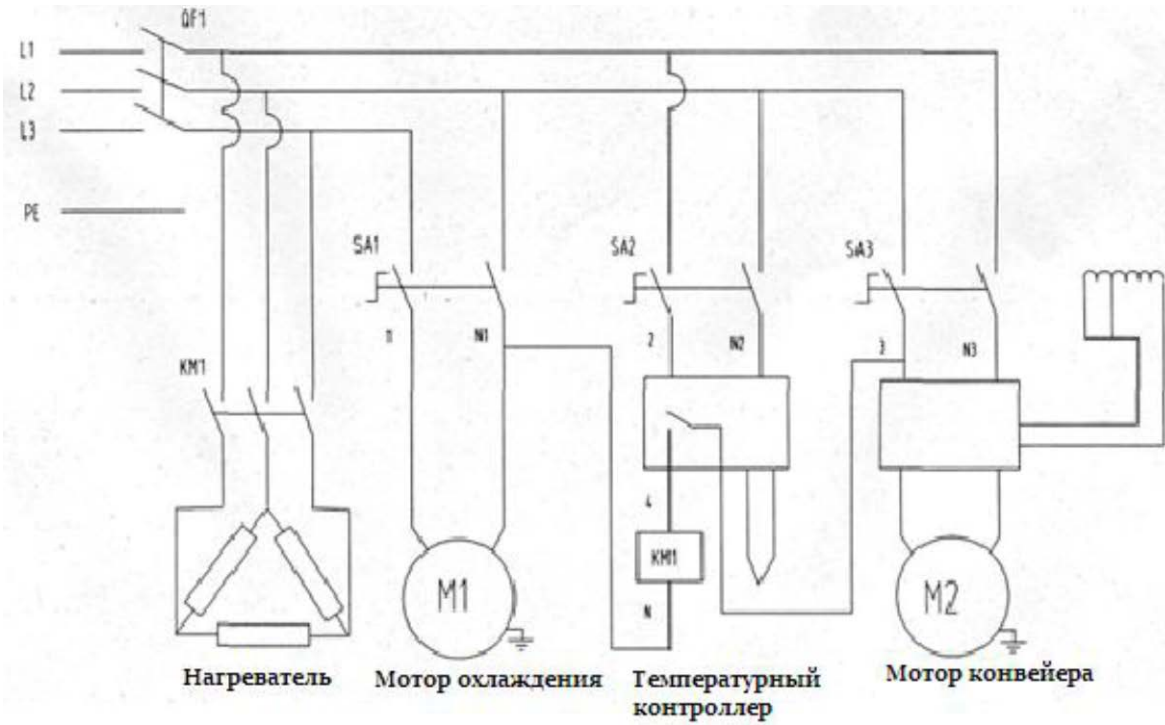 QF1
L1
L2
L3
PE
SA1
SA2
SA3
11
N1
2
N2
3
N3
KM1
4
KM1
N
M1
M2
Нагреватель
Мотор охлаждения
Температурный
контроллер
Мотор конвейера